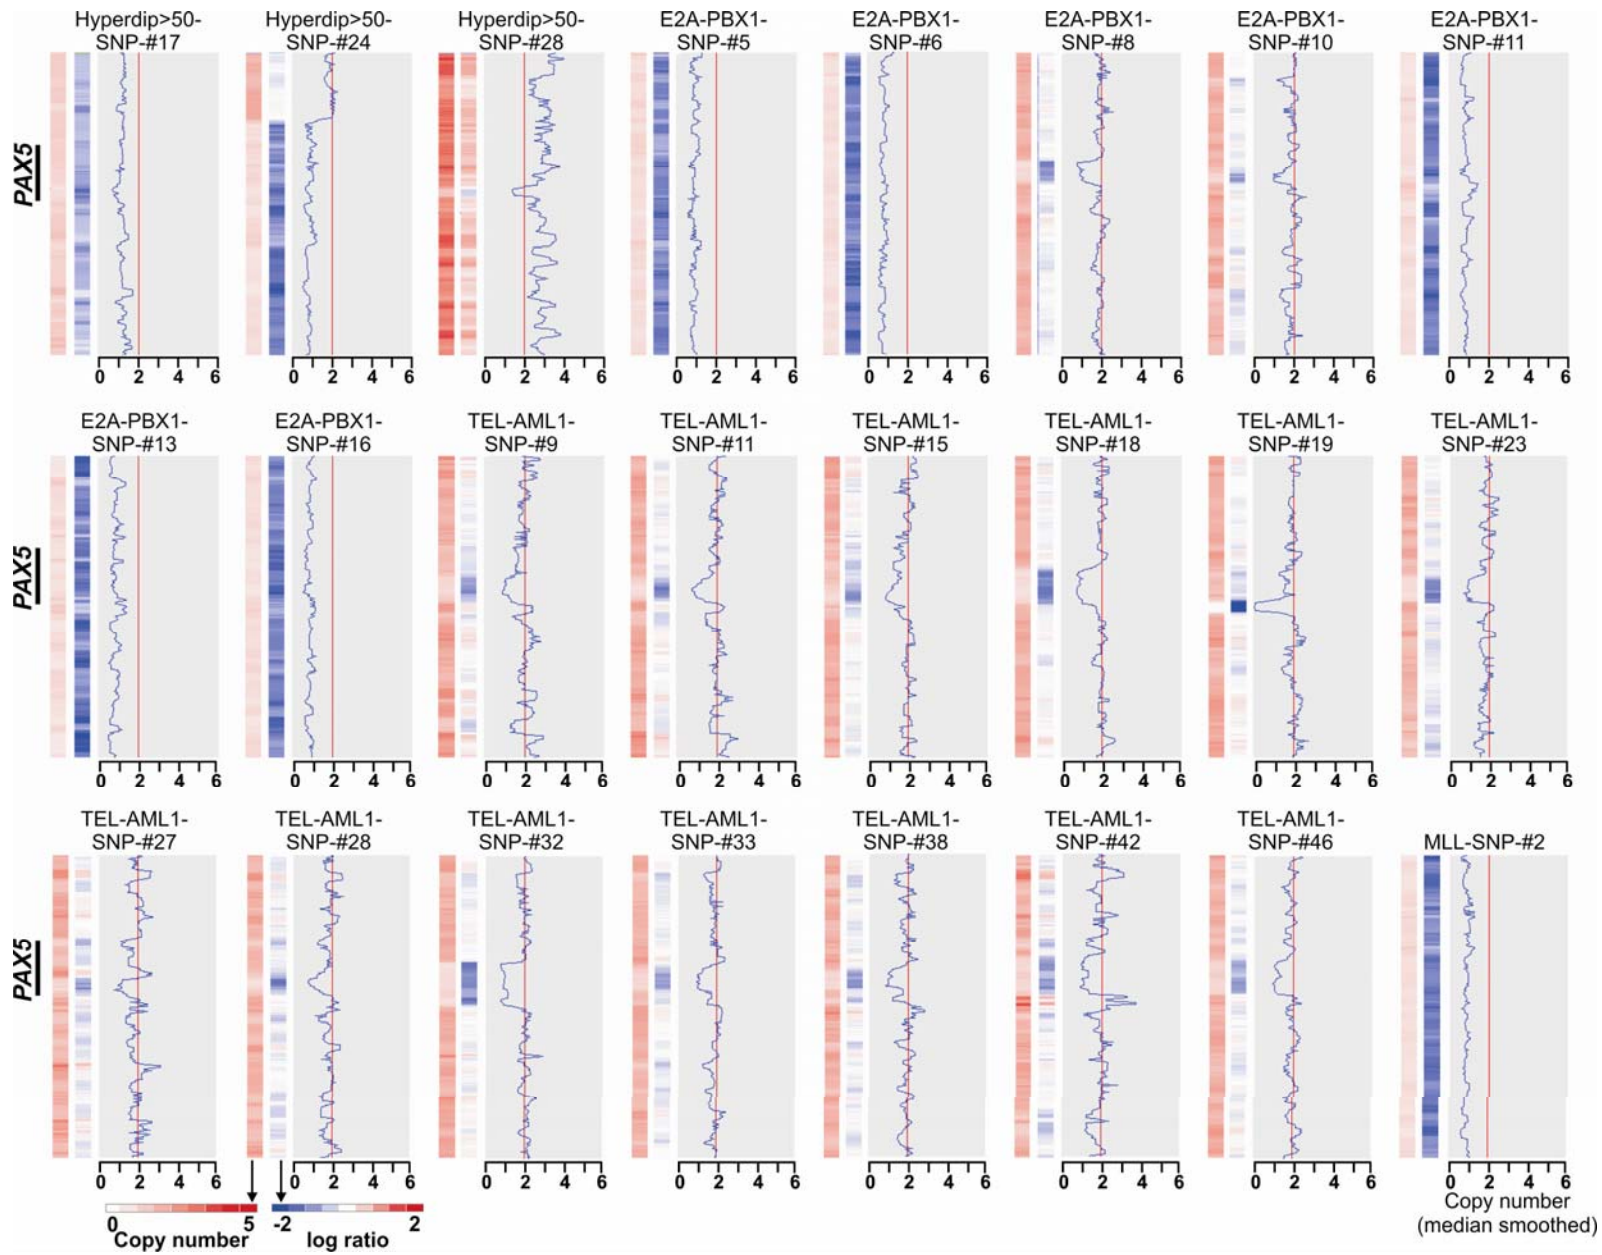 Hyperdip>50- Hyperdip>50- Hyperdip>50- E2A-PBX1- E2A-PBX1- E2A-PBX1- E2A-PBX1- E2A-PBX1-
SNP-#17 SNP-#24 SNP-#28 SNP-#5 SNP-#6 SNP-#8 SNP-#10 SNP-#11
PAX5
0 2 4 6 0 2 4 6 0 2 4 6 0 2 4 6 0 2 4 6 0 2 4 6 0 2 4 6 0 2 4 6
E2A-PBX1- E2A-PBX1- TEL-AML1- TEL-AML1- TEL-AML1- TEL-AML1- TEL-AML1- TEL-AML1-
SNP-#13 SNP-#16 SNP-#9 SNP-#11 SNP-#15 SNP-#18 SNP-#19 SNP-#23
PAX5
0 2 4 6 0 2 4 6 0 2 4 6 0 2 4 6 0 2 4 6 0 2 4 6 0 2 4 6 0 2 4 6
TEL-AML1- TEL-AML1- TEL-AML1- TEL-AML1- TEL-AML1- TEL-AML1- TEL-AML1-
SNP-#27 SNP-#28 SNP-#32 SNP-#33 SNP-#38 SNP-#42 SNP-#46 MLL-SNP-#2
PAX5
0 2 4 6 0 2 4 6 0 2 4 6 0 2 4 6 0 2 4 6 0 2 4 6 0 2 4 6 0 2 4 6
0 5 -2 2
Copy number log ratio
Copy number
(median smoothed)